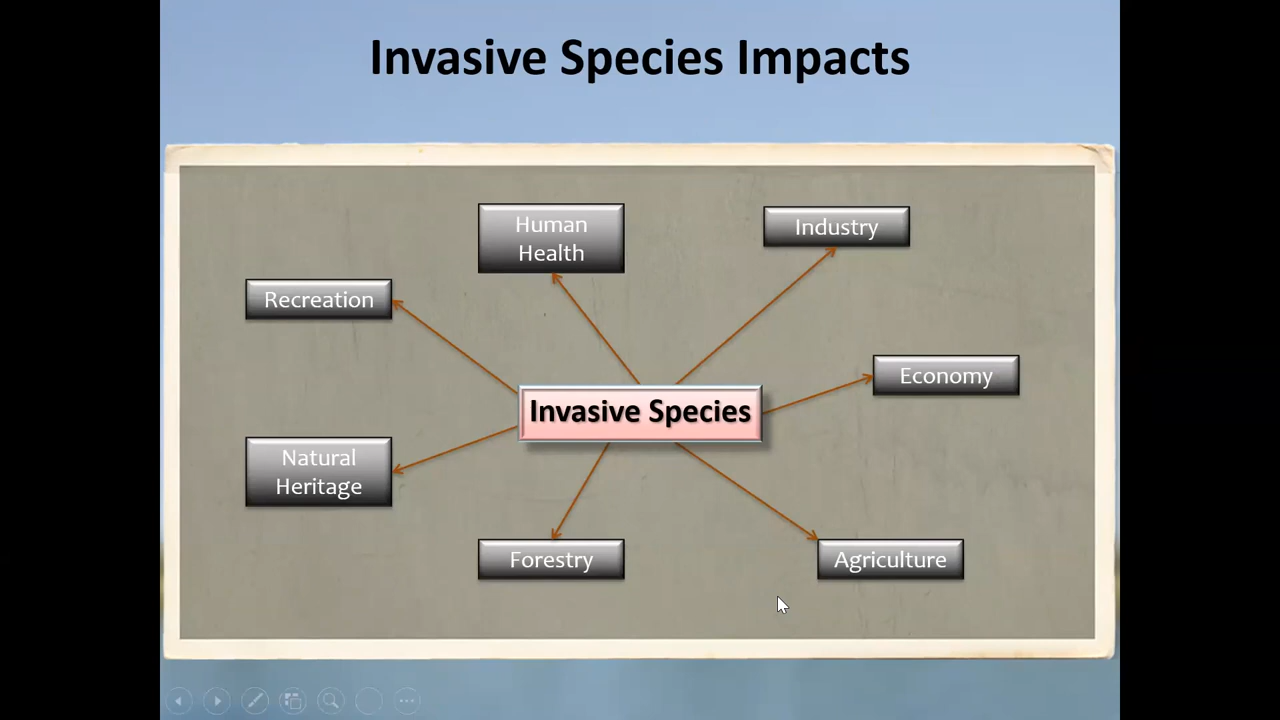 Invasive Species Impacts
Human
Health
Industry
Recreation
Economy
Invasive Species
Natural
Heritage
Forestry
Agriculture